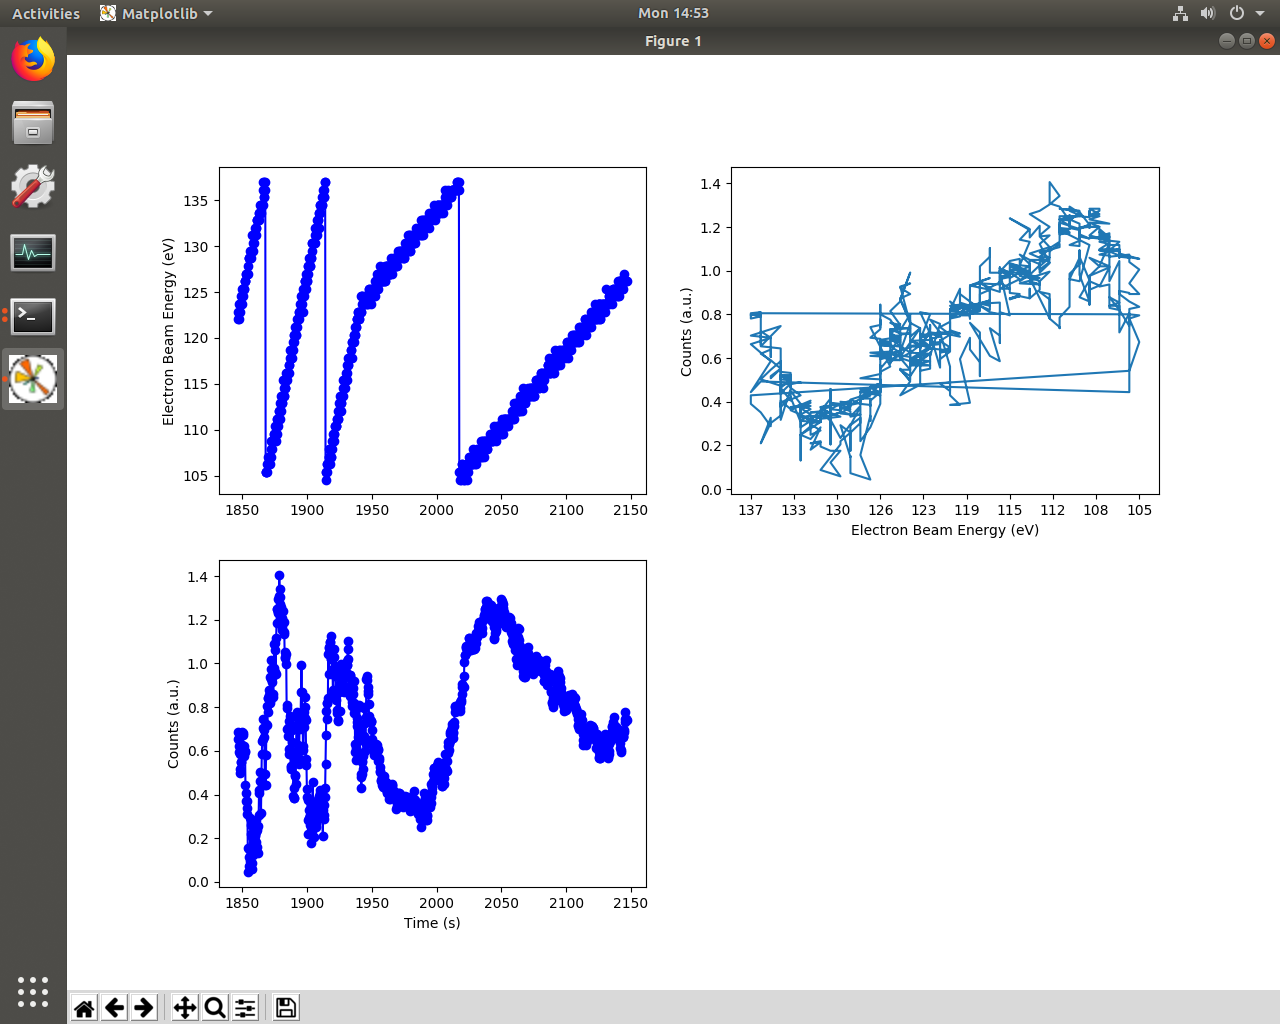 Activities Matplotlib Mon 14:53
Figure 1
Electron Beam Energy (eV)
135
130
125
120
115
110
105
1850 1900 1950 2000 2050 2100 2150
Counts (a.u.)
1.4
1.2
1.0
0.8
0.6
0.4
0.2
0.0
137 133 130 126 123 119 115 112 108 105
Electron Beam Energy (eV)
Counts (a.u.)
1.4
1.2
1.0
0.8
0.6
0.4
0.2
0.0
1850 1900 1950 2000 2050 2100 2150
Time (s)